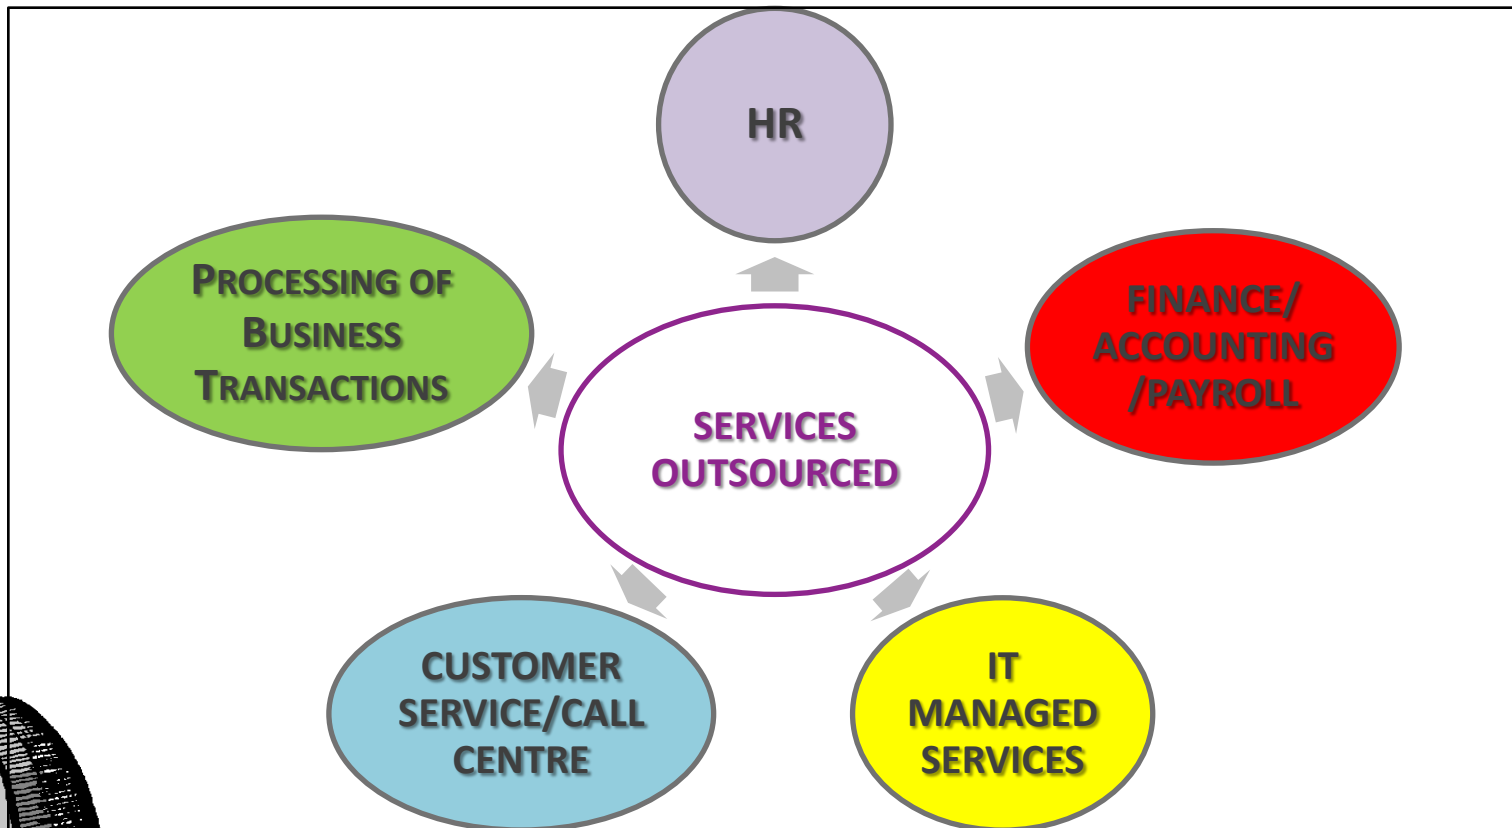 HR
PROCESSING OF
BUSINESS
TRANSACTIONS
FINANCE/
ACCOUNTING
/PAYROLL
SERVICES
OUTSOURCED
CUSTOMER
SERVICE/CALL
CENTRE
IT
MANAGED
SERVICES